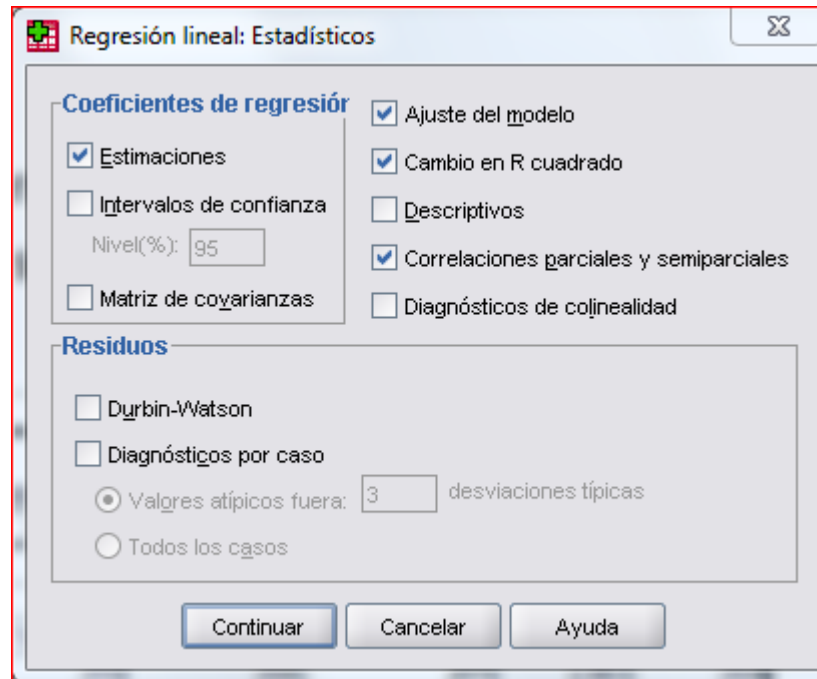 Regresión lineal: Estadísticos
Coeficientes de regresiór
Estimaciones
Intervalos de confianza
Nivel(%): 95
Matriz de covarianzas
Ajuste del modelo
Cambio en R cuadrado
Descriptivos
Correlaciones parciales y semiparciales
Diagnósticos de colinealidad
Residuos
Durbin-Watson
Diagnósticos por caso
Valores atípicos fuera: 3 desviaciones típicas
Todos los casos
Continuar Cancelar Ayuda